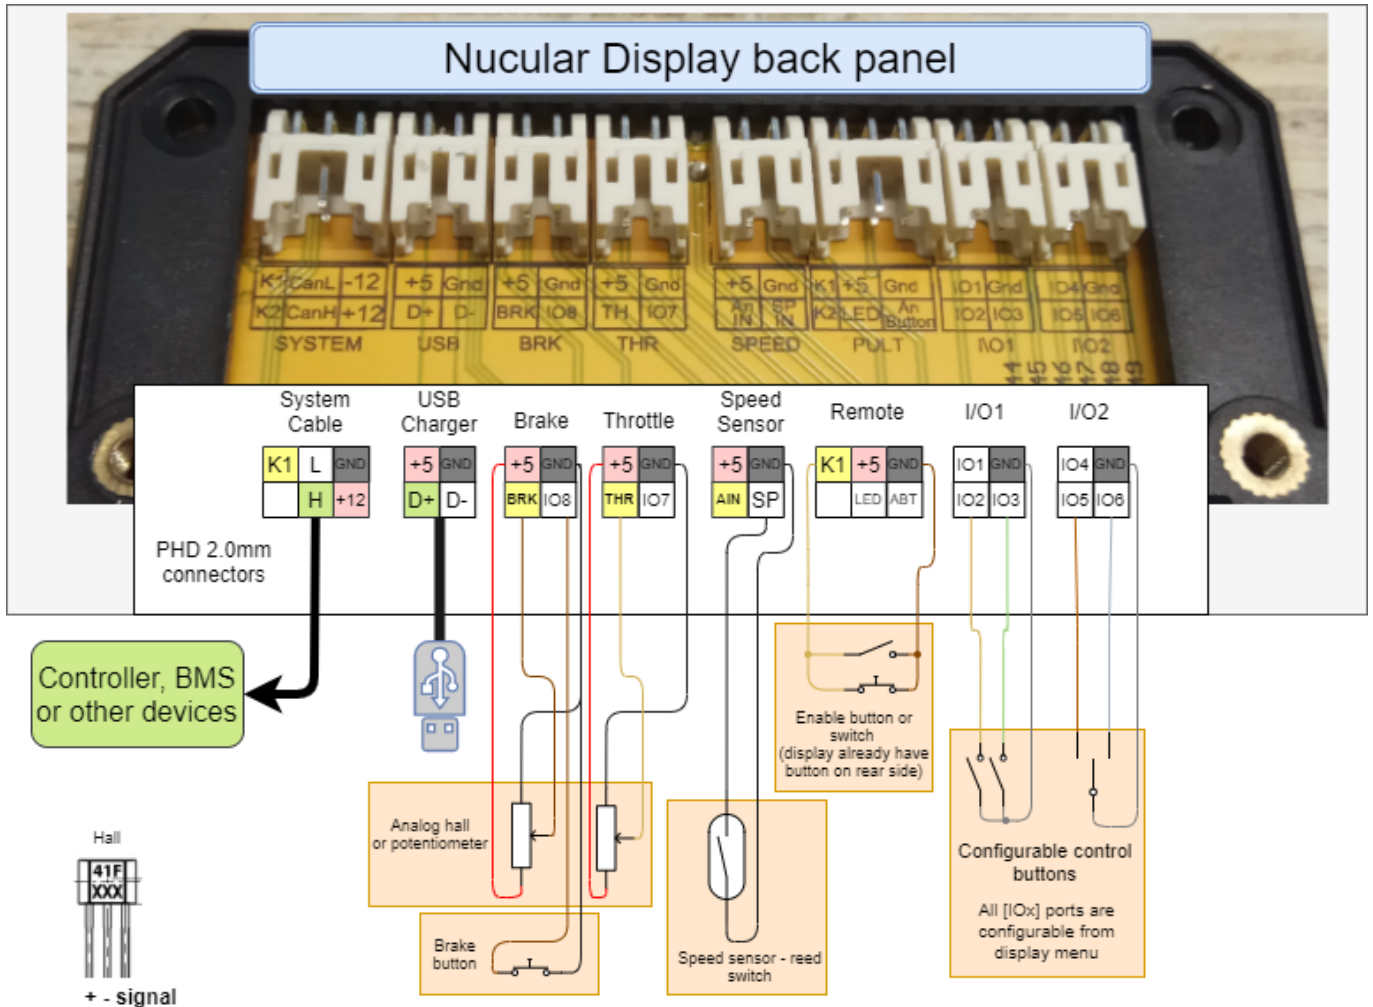 Nucular Display back panel
K1 CanL -12 +5 Gnd +5 Gnd +5 Gnd +5 Gnd K1 +5 Gnd IO1 Gnd IO4 Gnd
K2 CanH +12 D+ D- BRK IO8 TH IO7 An IN SP IN K2 LED An Button IO2 IO3 IO5 IO6
SYSTEM USB BRK THR SPEED PULT I/O1 I/O2
System Cable
USB Charger
Brake
Throttle
Speed Sensor
Remote
I/O1
I/O2
K1 L GND +5 GND +5 GND +5 GND +5 GND K1 +5 GND IO1 GND IO4 GND
H +12 D+ D- BRK IO8 THR IO7 AIN SP LED ABT IO2 IO3 IO5 IO6
PHD 2.0mm
connectors
Controller, BMS
or other devices
Enable button or
switch
(display already have
button on rear side)
Analog hall
or potentiometer
Hall
41F
XXX
+ - signal
Brake
button
Speed sensor - reed
switch
Configurable control
buttons
All [IOx] ports are
configurable from
display menu